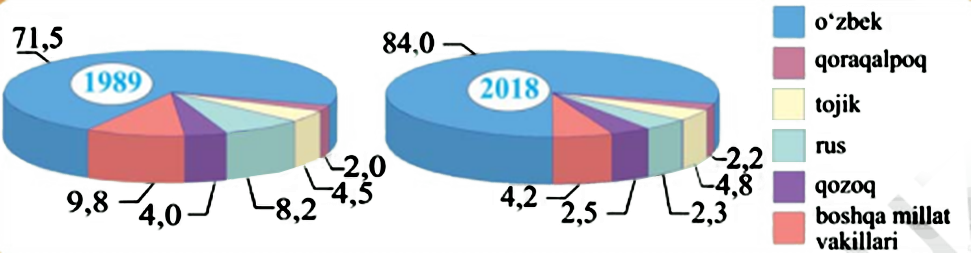 71,5
1989
2,0
4,5
8,2
4,0
9,8
84,0
2018
2,2
4,8
2,3
2,5
4,2
o‘zbek
qoraqalpoq
tojik
rus
qozoq
boshqa millat
vakillari